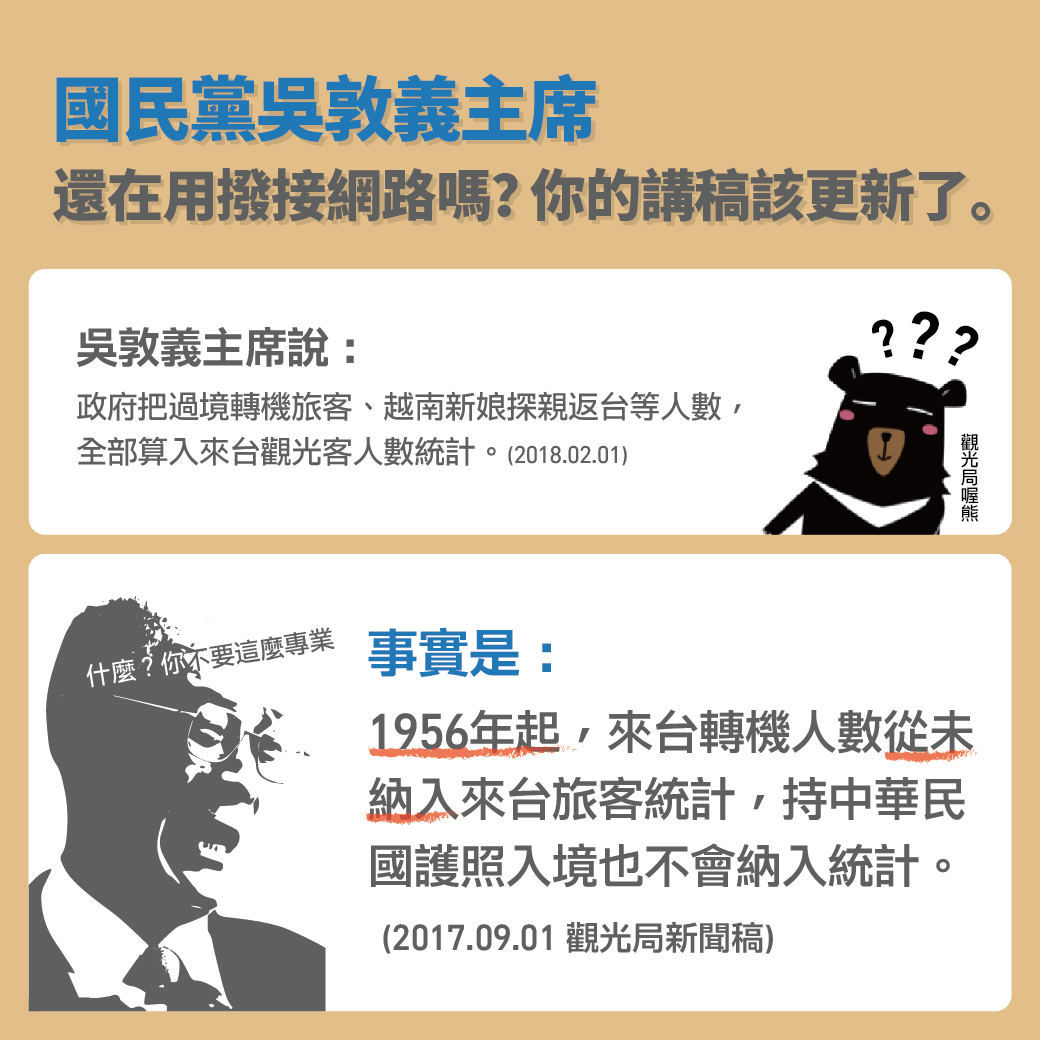 國民黨吳敦義主席
還在用撥接網路嗎？你的講稿該更新了。
吳敦義主席說：
政府把過境轉機旅客、越南新娘探親返台等人數，
全部算入來台觀光客人數統計。(2018.02.01)
???
觀光局喔熊
什麼？你不要這麼專業
事實是：
1956年起，來台轉機人數從未
納入來台旅客統計，持中華民
國護照入境也不會納入統計。
(2017.09.01 觀光局新聞稿)